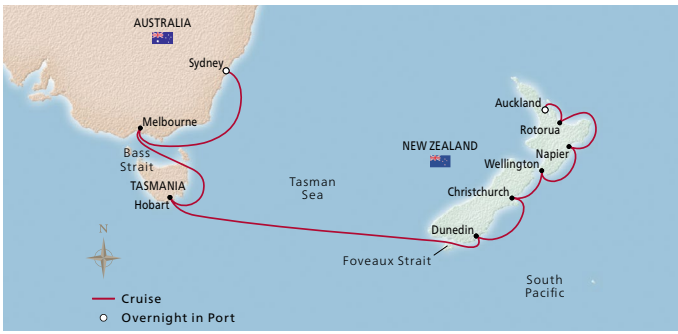 AUSTRALIA
Sydney
Melbourne
Bass
Strait
TASMANIA
Hobart
Tasman
Sea
NEW ZEALAND
Auckland
Rotorua
Napier
Wellington
Christchurch
Dunedin
Foveaux Strait
South
Pacific
N
Cruise
Overnight in Port